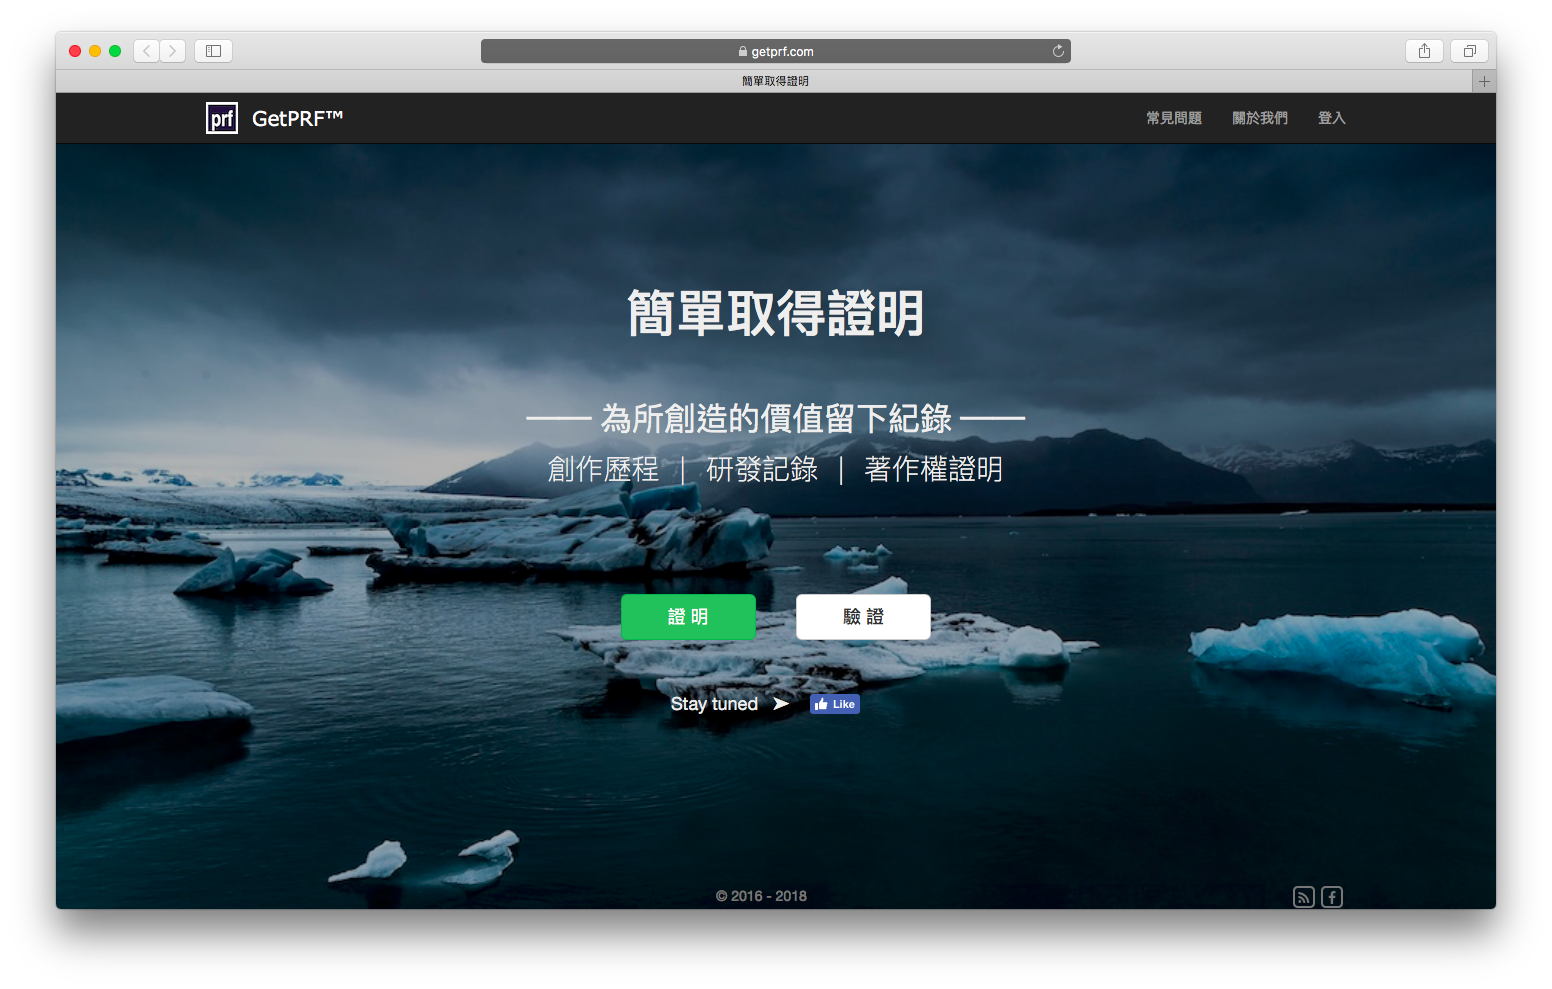 getprf.com
簡單取得證明
prf GetPRF™ 常見問題 關於我們 登入
簡單取得證明
—— 為所創造的價值留下紀錄 ——
創作歷程 | 研發記錄 | 著作權證明
證明 驗證
Stay tuned ➤ Like
© 2016 - 2018